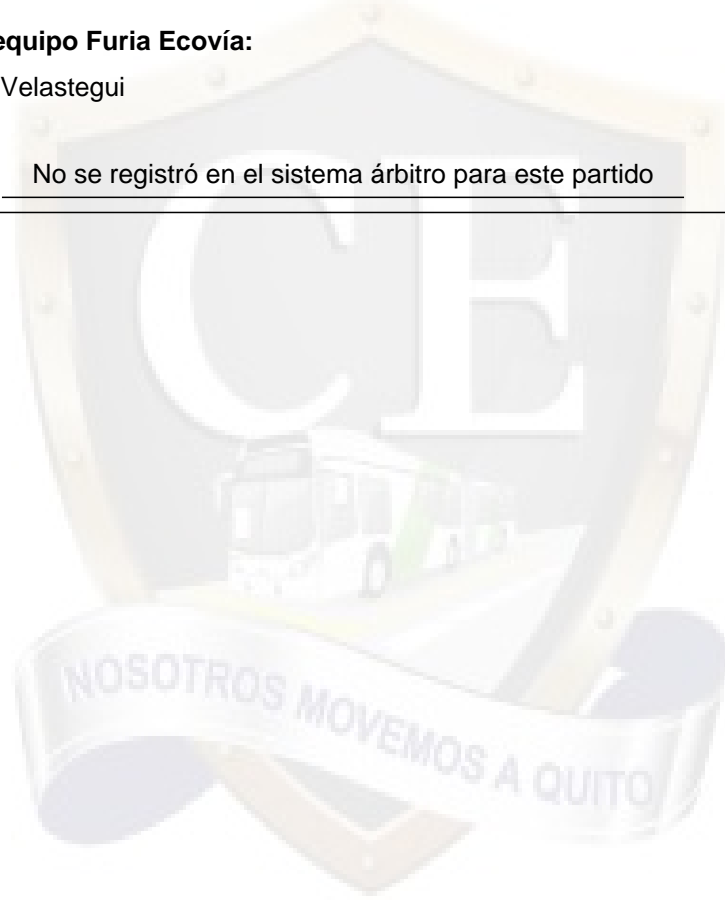 equipo Furia Ecovía:
Velastegui
No se registró en el sistema árbitro para este partido
CE
NOSOTROS MOVEMOS A QUITO